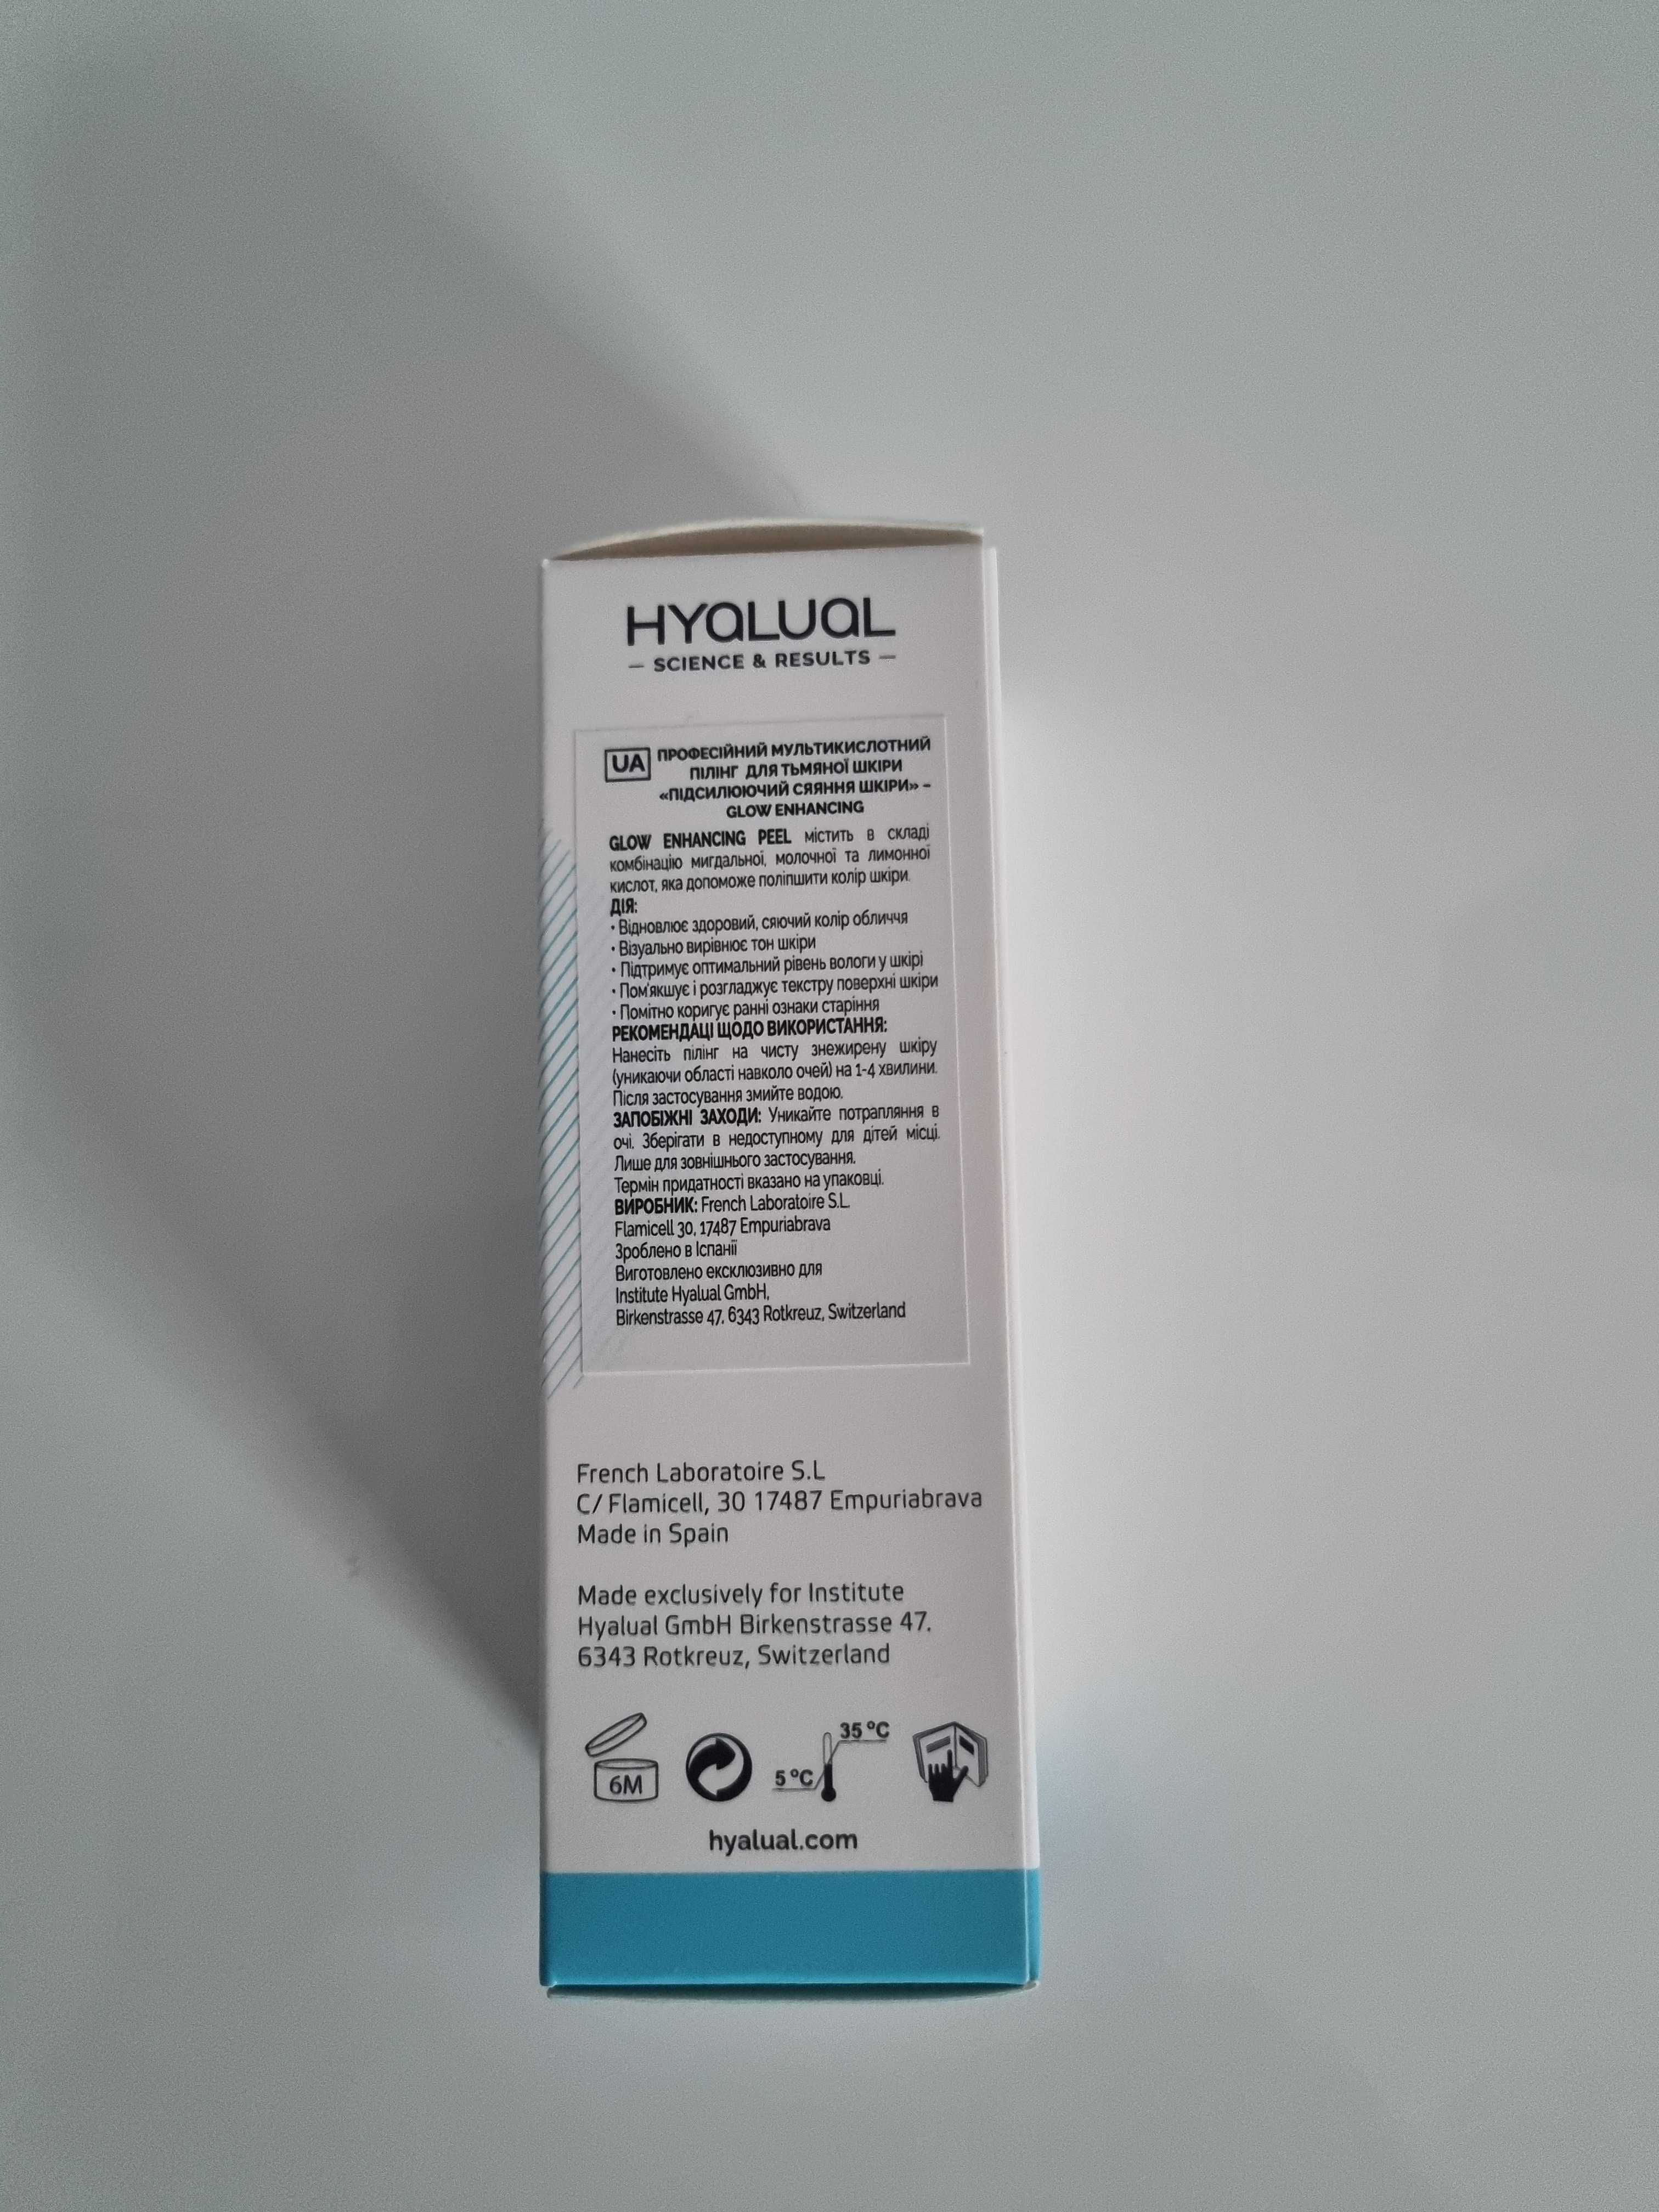 HYALUAL
— SCIENCE & RESULTS —
UA ПРОФЕСІЙНИЙ МУЛЬТИКИСЛОТНИЙ
ПІЛІНГ ДЛЯ ТЬМЯНОЇ ШКІРИ
«ПІДСИЛЮЮЧИЙ СЯЯННЯ ШКІРИ» –
GLOW ENHANCING
GLOW ENHANCING PEEL містить в складі
комбінацію мигдальної, молочної та лимонної
кислот, яка допоможе поліпшити колір шкіри.
ДІЯ:
• Відновлює здоровий, сяючий колір обличчя
• Візуально вирівнює тон шкіри
• Підтримує оптимальний рівень вологи у шкірі
• Пом'якшує і розгладжує текстру поверхні шкіри
• Помітно коригує ранні ознаки старіння
РЕКОМЕНДАЦІ ЩОДО ВИКОРИСТАННЯ:
Нанесіть пілінг на чисту знежирену шкіру
(уникаючи області навколо очей) на 1-4 хвилини.
Після застосування змийте водою.
ЗАПОБІЖНІ ЗАХОДИ: Уникайте потрапляння в
очі. Зберігати в недоступному для дітей місці.
Лише для зовнішнього застосування.
Термін придатності вказано на упаковці.
ВИРОБНИК: French Laboratoire S.L.
Flamicell 30, 17487 Empuriabrava
Зроблено в Іспанії
Виготовлено ексклюзивно для
Institute Hyalual GmbH,
Birkenstrasse 47. 6343 Rotkreuz, Switzerland
French Laboratoire S.L
C/ Flamicell, 30 17487 Empuriabrava
Made in Spain
Made exclusively for Institute
Hyalual GmbH Birkenstrasse 47.
6343 Rotkreuz, Switzerland
6M 5 °C 35 °C
hyalual.com